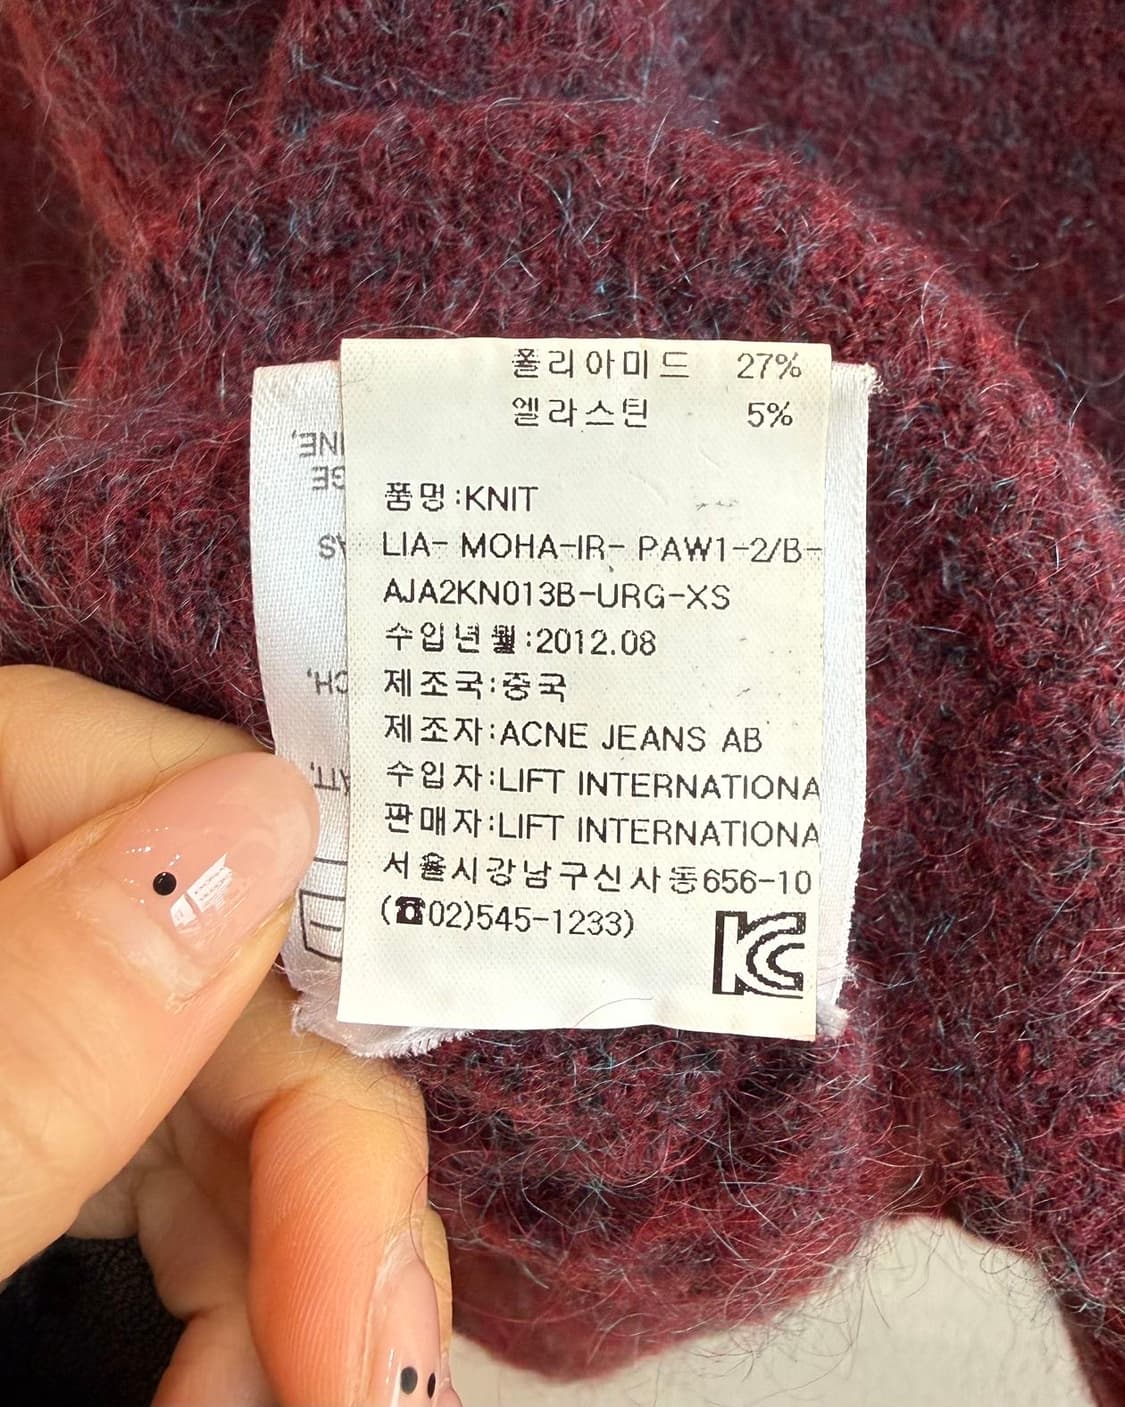 폴리아미드 27%
엘라스틴 5%
품명:KNIT
LIA- MOHA-IR- PAW1-2/B-
AJA2KN013B-URG-XS
수입년월:2012.08
제조국:중국
제조자:ACNE JEANS AB
수입자:LIFT INTERNATIONA
판매자:LIFT INTERNATIONA
서울시강남구신사동656-10
(☎02)545-1233)
KC